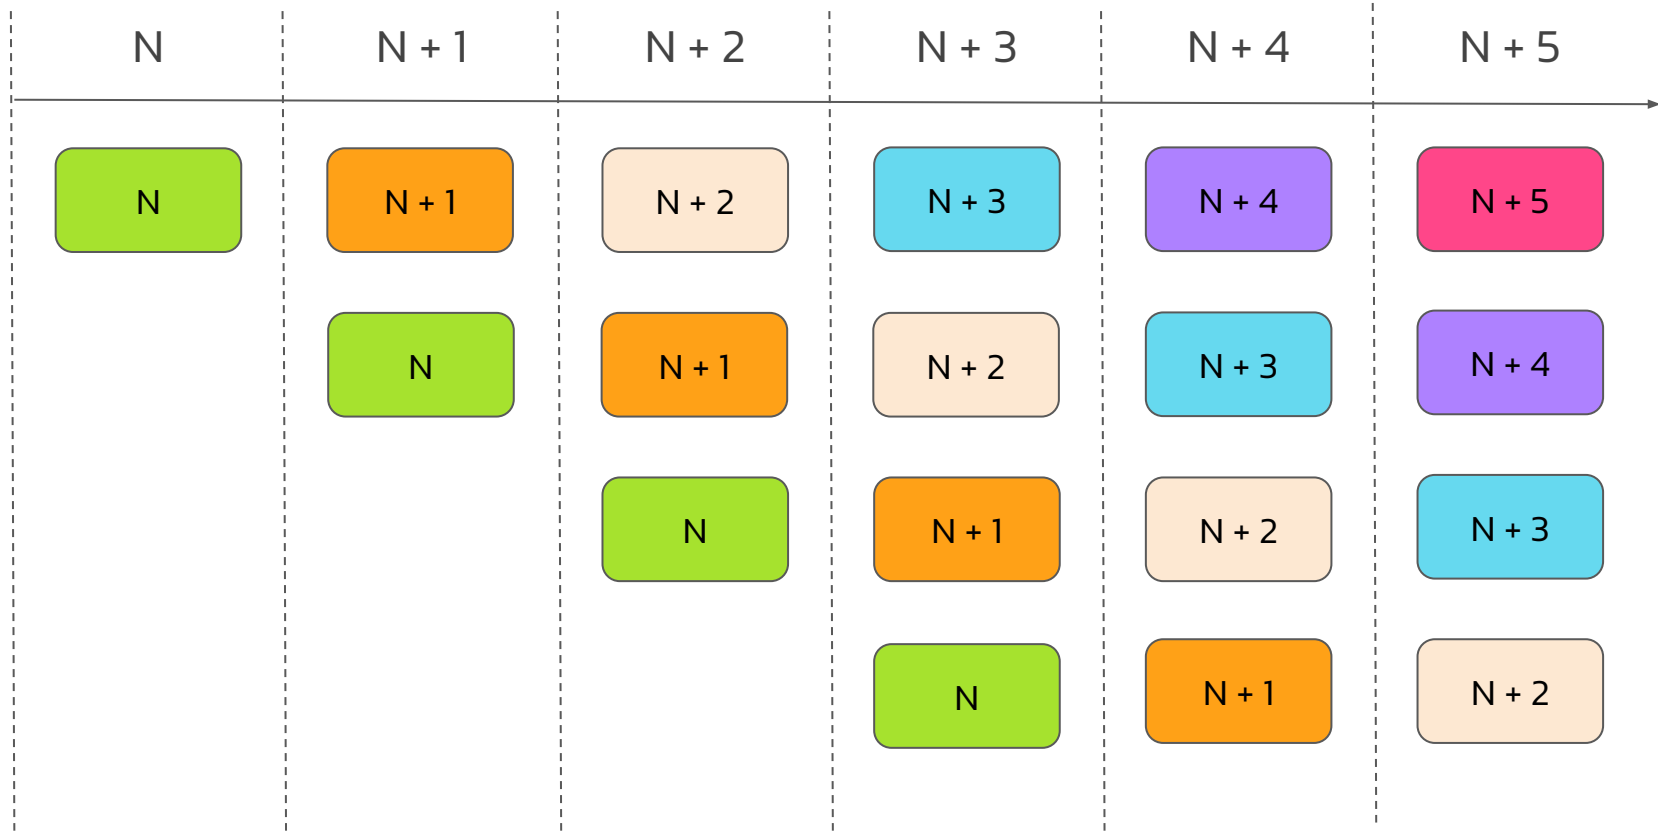 N N + 1 N + 2 N + 3 N + 4 N + 5
N N + 1 N + 2 N + 3 N + 4 N + 5
N N + 1 N + 2 N + 3 N + 4
N N + 1 N + 2 N + 3
N N + 1 N + 2